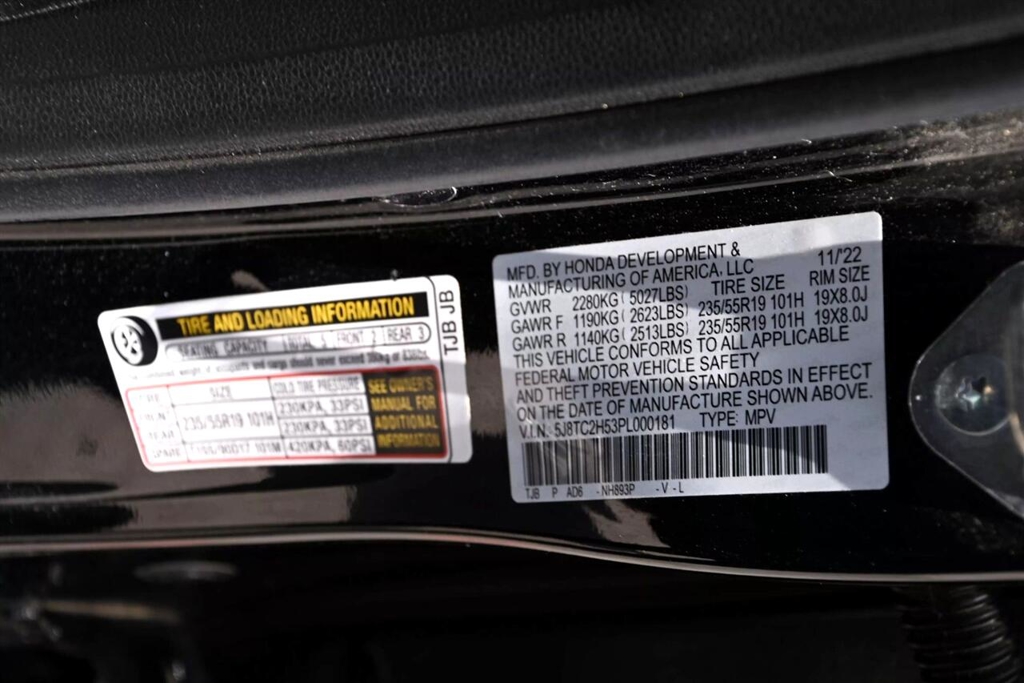 TIRE AND LOADING INFORMATION
SEATING CAPACITY TOTAL 5 FRONT 2 REAR 3
SIZE COLD TIRE PRESSURE
235/55R19 101H 230KPA, 33PSI
230KPA, 33PSI
101M 420KPA, 60PSI
SEE OWNER'S
MANUAL FOR
ADDITIONAL
INFORMATION
TJB TJB
MFD. BY HONDA DEVELOPMENT & 11/'22
MANUFACTURING OF AMERICA, LLC
TIRE SIZE RIM SIZE
GVWR 2280KG ( 5027LBS)
GAWR F 1190KG ( 2623LBS) 235/55R19 101H 19X8.0J
GAWR R 1140KG ( 2513LBS) 235/55R19 101H 19X8.0J
THIS VEHICLE CONFORMS TO ALL APPLICABLE
FEDERAL MOTOR VEHICLE SAFETY
AND THEFT PREVENTION STANDARDS IN EFFECT
ON THE DATE OF MANUFACTURE SHOWN ABOVE.
V.I.N: 5J8TC2H53PL000181 TYPE: MPV
TJB P AD6 -NH893P -V-L